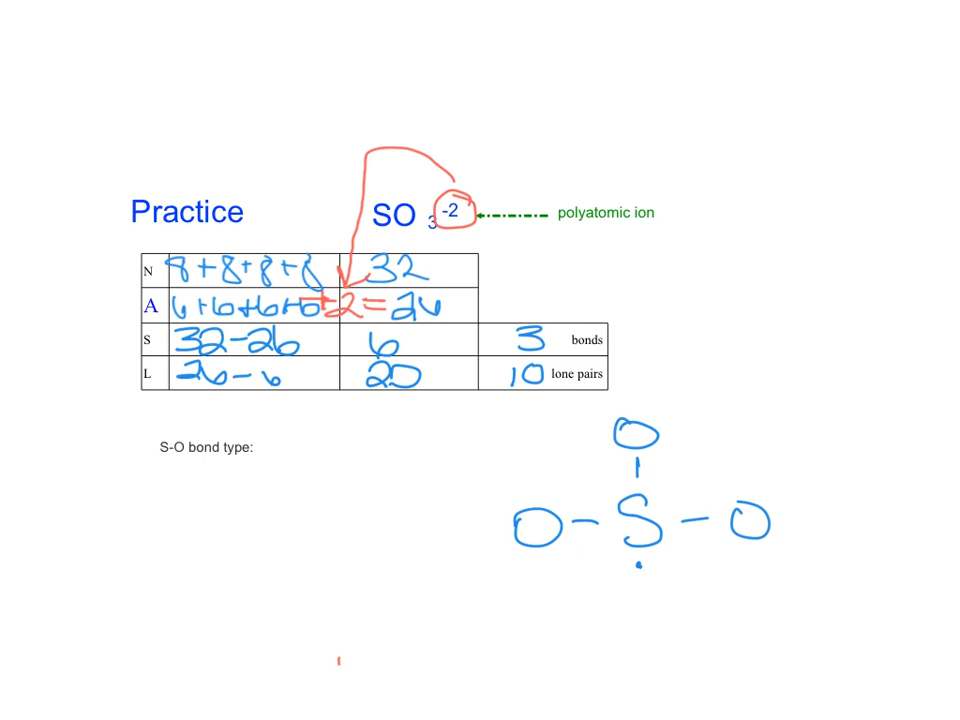 Practice SO 3 -2 polyatomic ion
N 8+8+8+8 32
A 6+6+6+6+2= 26
S 32-26 6 3 bonds
L 26-6 20 10 lone pairs
S-O bond type:
O
O-S-O